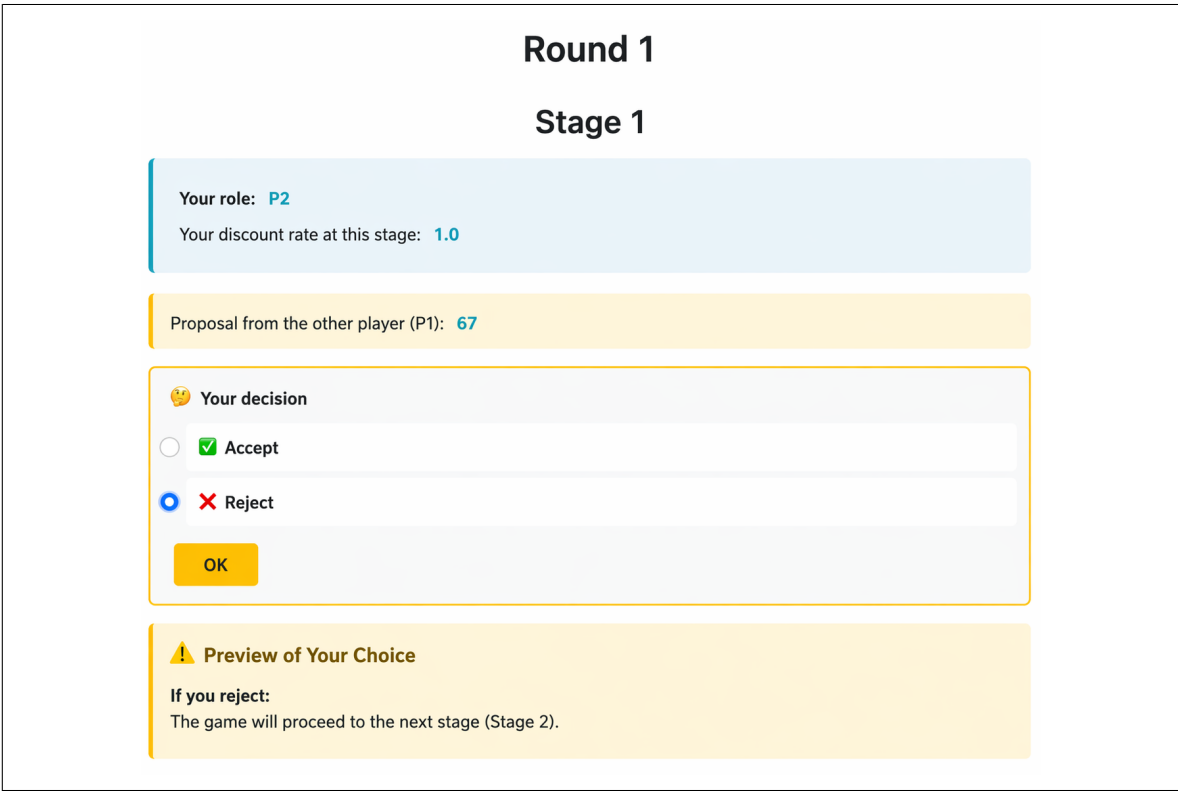 Round 1
Stage 1
Your role: P2
Your discount rate at this stage: 1.0
Proposal from the other player (P1): 67
🤔 Your decision
✅ Accept
❌ Reject
OK
⚠️ Preview of Your Choice
If you reject:
The game will proceed to the next stage (Stage 2).